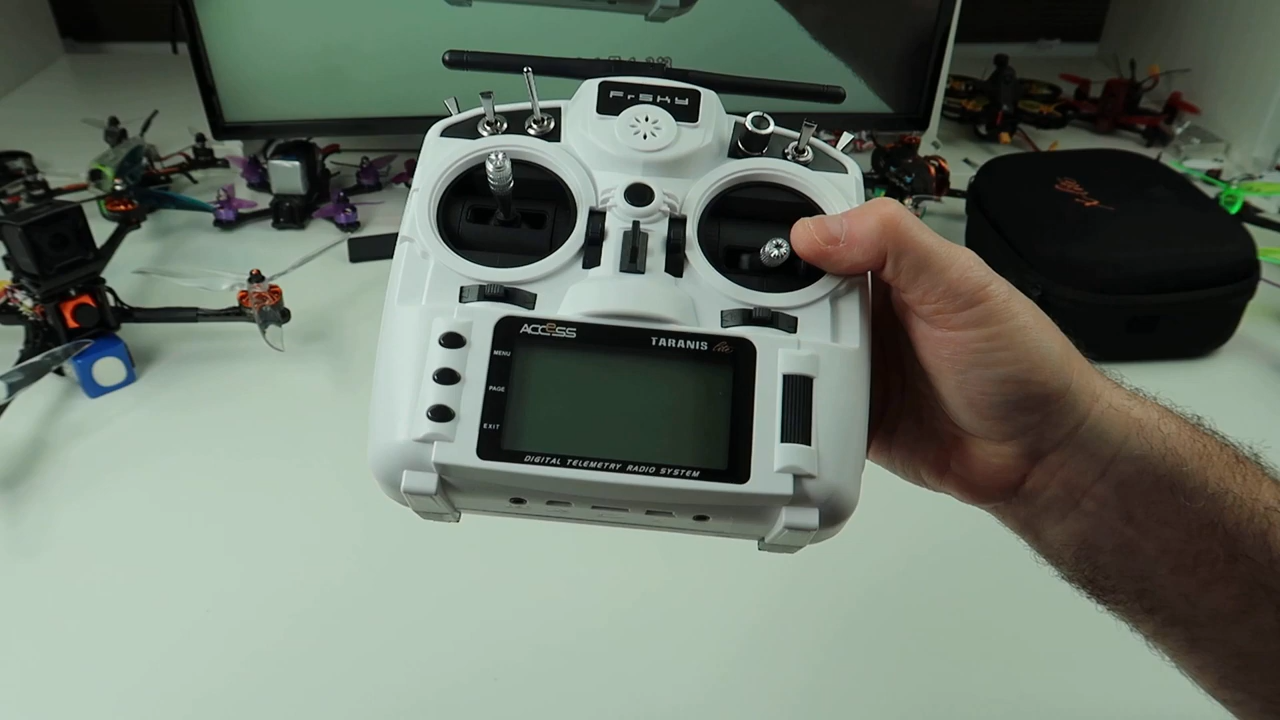 FrSKY
ACCESS
TARANIS
MENU
PAGE
EXIT
DIGITAL TELEMETRY RADIO SYSTEM